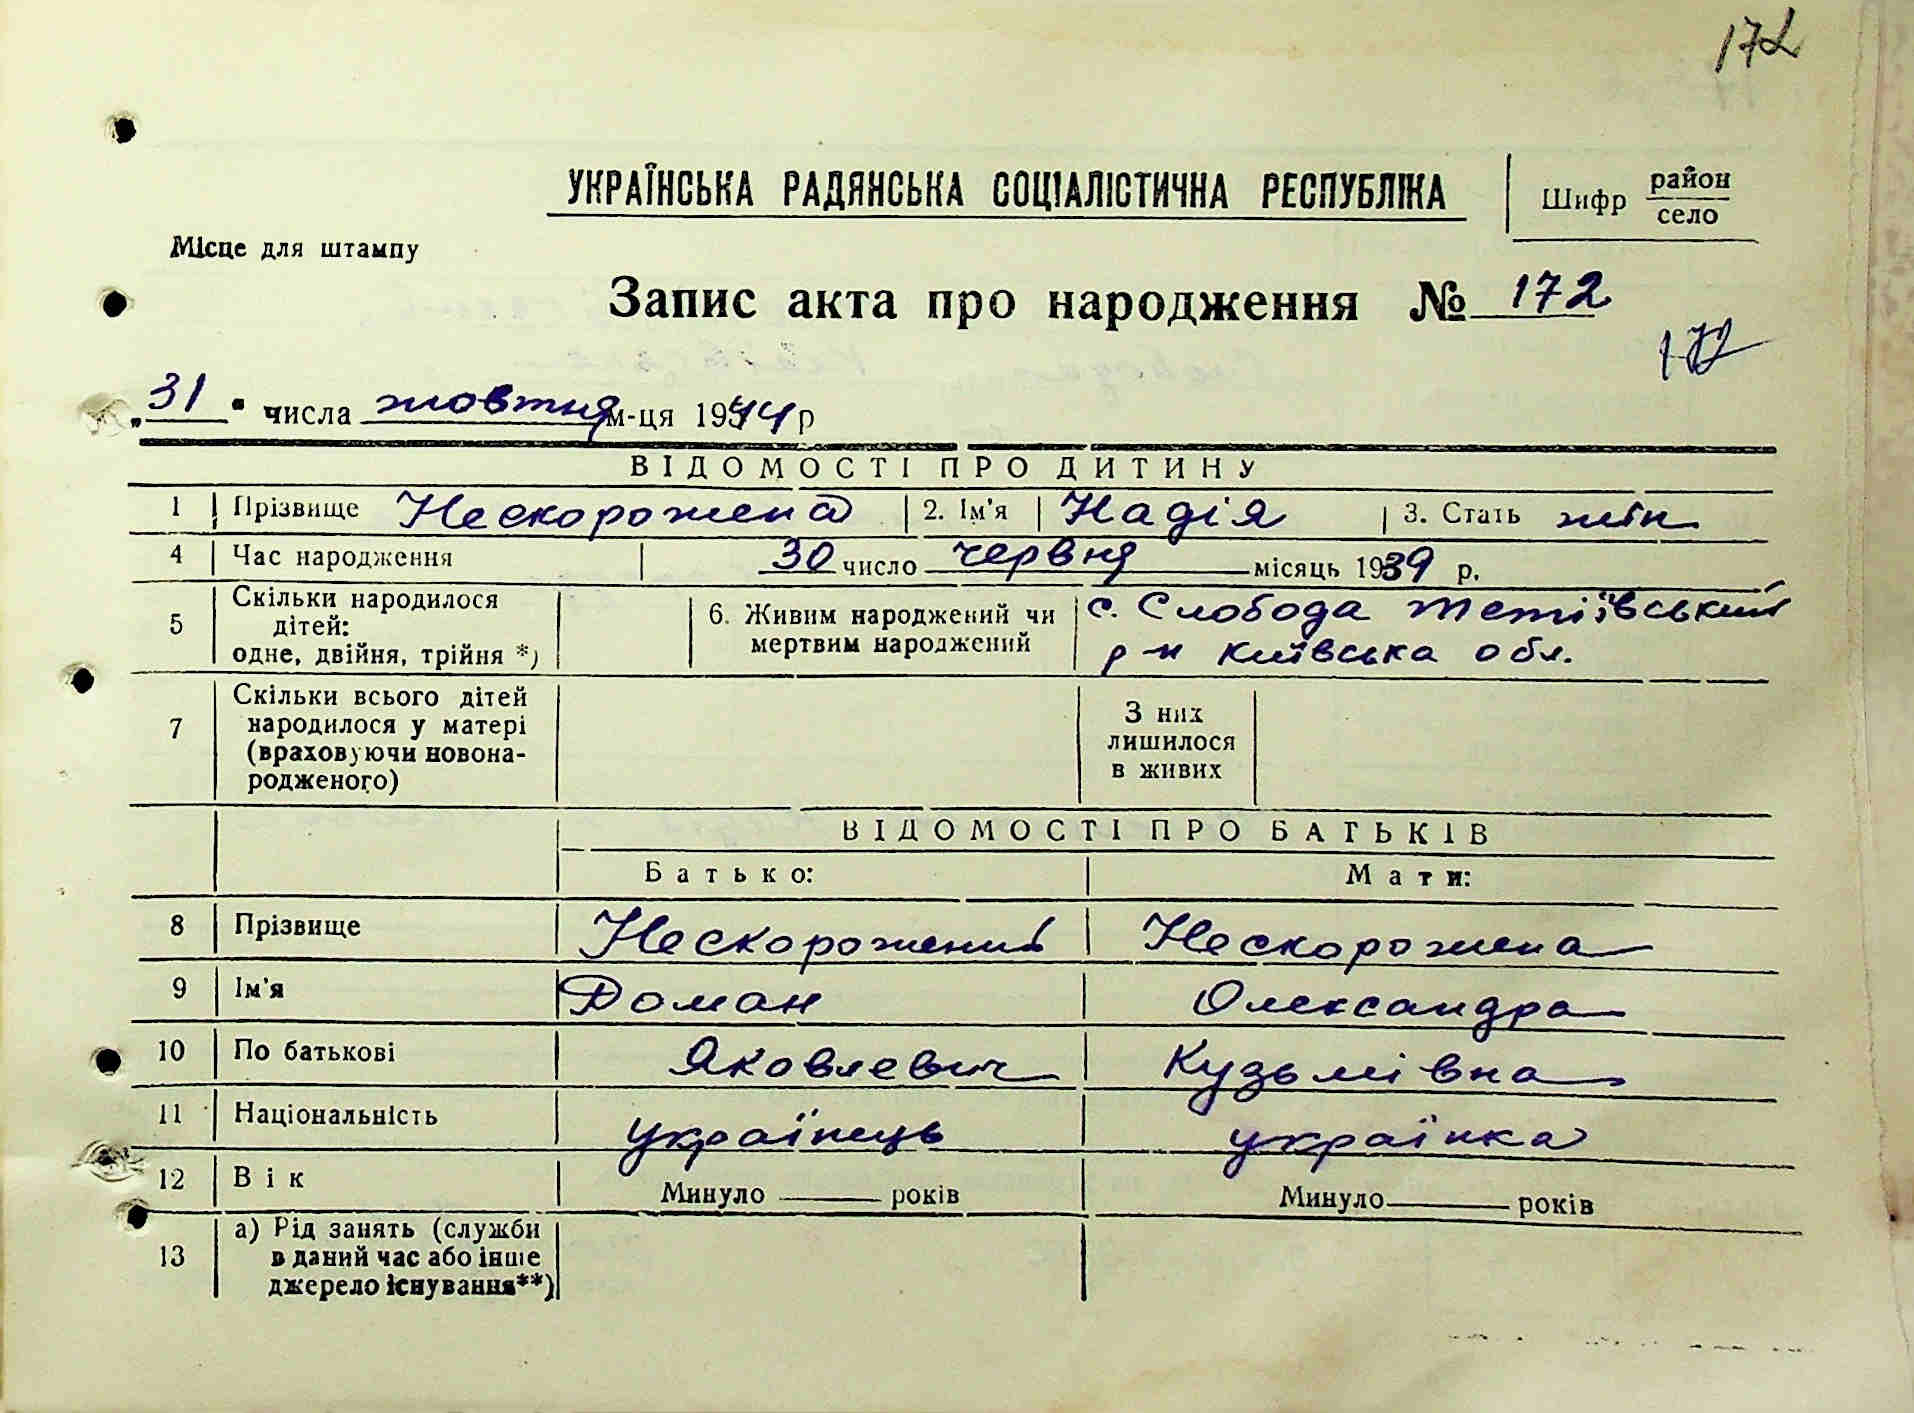 172
УКРАЇНСЬКА РАДЯНСЬКА СОЦІАЛІСТИЧНА РЕСПУБЛІКА
Шифр район
село
Місце для штампу
Запис акта про народження № 172
172
„31“ числа жовтня м-ця 1944 р
ВІДОМОСТІ ПРО ДИТИНУ
1 Прізвище Нескорожена 2. Ім'я Надія 3. Стать жін
4 Час народження 30 число червня місяць 1939 р.
5 Скільки народилося
дітей:
одне, двійня, трійня *)
6. Живим народжений чи
мертвим народжений
с. Слобода Тетіївський
р-н Київська обл.
7 Скільки всього дітей
народилося у матері
(враховуючи новона-
родженого)
З них
лишилося
в живих
ВІДОМОСТІ ПРО БАТЬКІВ
Батько: Мати:
8 Прізвище Нескорожений Нескорожена
9 Ім'я Роман Олександра
10 По батькові Яковлевич Кузьмівна
11 Національність українець українка
12 Вік Минуло років Минуло років
13 а) Рід занять (служби
в даний час або інше
джерело існування**)